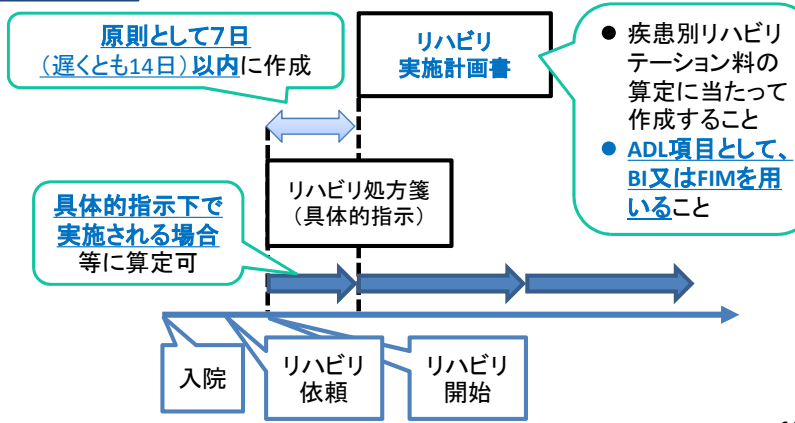 原則として7日
（遅くとも14日）以内に作成
リハビリ
実施計画書
● 疾患別リハビリ
テーション料の
算定に当たって
作成すること
● ADL項目として、
BI又はFIMを用
いること
リハビリ処方箋
（具体的指示）
具体的指示下で
実施される場合
等に算定可
入院
リハビリ
依頼
リハビリ
開始